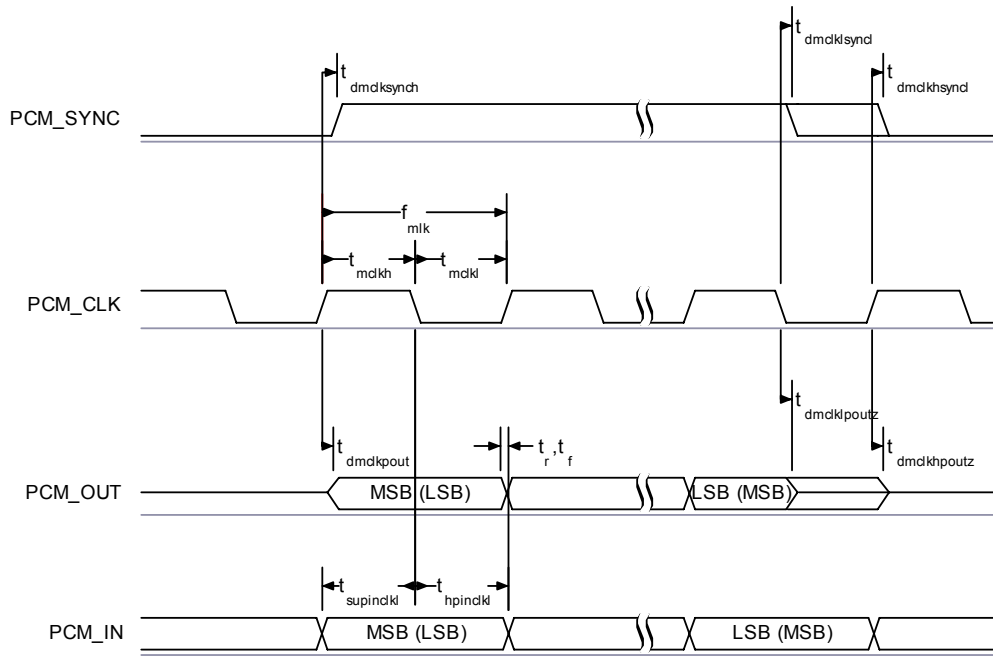 t dmclklsyncl
t dmclksynch
t dmclkhsyncl
PCM_SYNC
f mlk
t mclkh
t mclkl
PCM_CLK
t dmclkpout
t r ,t f
t dmclklpoutz
t dmclkhpoutz
PCM_OUT
MSB (LSB)
LSB (MSB)
t supinclkl
t hpinclkl
PCM_IN
MSB (LSB)
LSB (MSB)